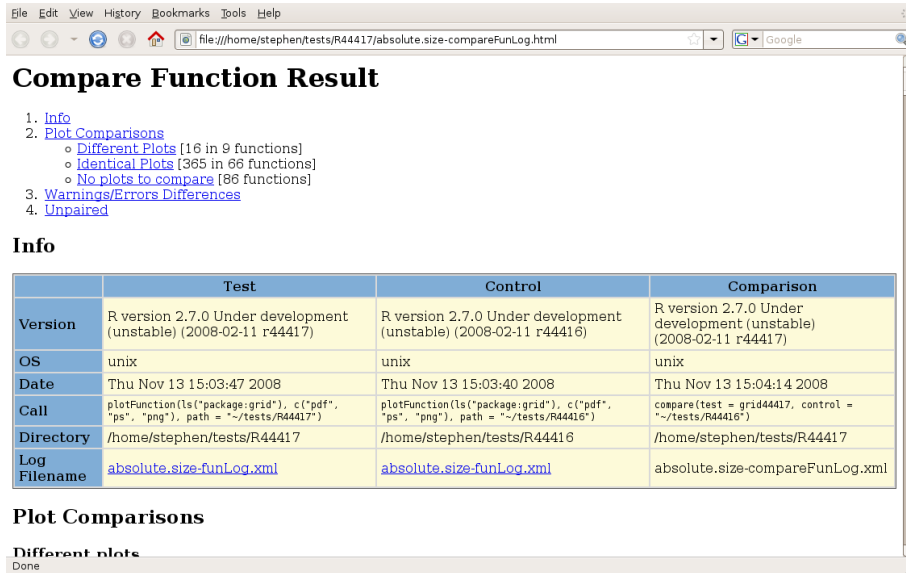 File Edit View History Bookmarks Tools Help
file:///home/stephen/tests/R44417/absolute.size-compareFunLog.html
G Google
Compare Function Result
1. Info
2. Plot Comparisons
Different Plots [16 in 9 functions]
Identical Plots [365 in 66 functions]
No plots to compare [86 functions]
3. Warnings/Errors Differences
4. Unpaired
Info
Test Control Comparison
Version
R version 2.7.0 Under development
(unstable) (2008-02-11 r44417)
R version 2.7.0 Under development
(unstable) (2008-02-11 r44416)
R version 2.7.0 Under
development (unstable)
(2008-02-11 r44417)
OS unix unix unix
Date Thu Nov 13 15:03:47 2008 Thu Nov 13 15:03:40 2008 Thu Nov 13 15:04:14 2008
Call
plotFunction(ls("package:grid"), c("pdf",
"ps", "png"), path = "~/tests/R44417")
plotFunction(ls("package:grid"), c("pdf",
"ps", "png"), path = "~/tests/R44416")
compare(test = grid44417, control =
"~/tests/R44416")
Directory /home/stephen/tests/R44417 /home/stephen/tests/R44416 /home/stephen/tests/R44417
Log
Filename
absolute.size-funLog.xml absolute.size-funLog.xml absolute.size-compareFunLog.xml
Plot Comparisons
Different plots
Done